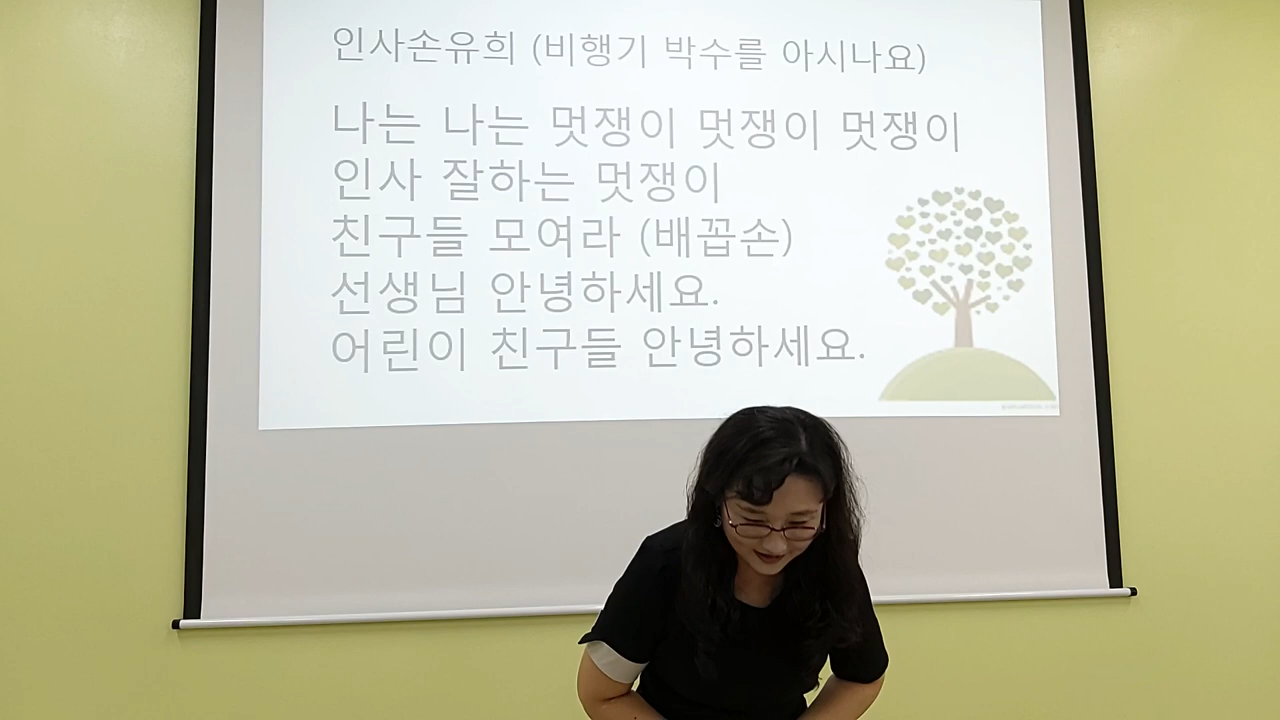 인사손유희 (비행기 박수를 아시나요)
나는 나는 멋쟁이 멋쟁이 멋쟁이
인사 잘하는 멋쟁이
친구들 모여라 (배꼽손)
선생님 안녕하세요.
어린이 친구들 안녕하세요.